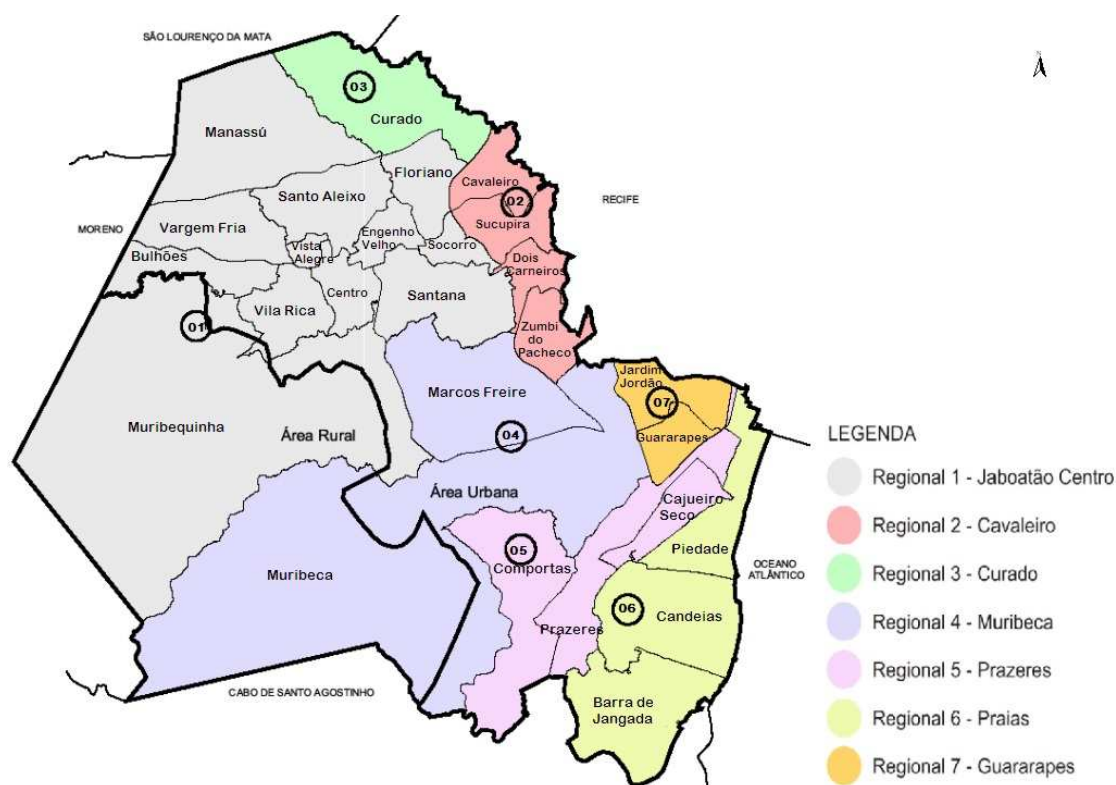 SÃO LOURENÇO DA MATA
03
Curado
Manassú
Floriano
Cavaleiro
Santo Aleixo
02
RECIFE
Sucupira
MORENO
Vargem Fria
Engenho
Velho
Socorro
Vista
Alegre
Bulhões
Dois
Carneiros
Centro
Santana
Vila Rica
01
Zumbi
do
Pacheco
Jardim
Jordão
Marcos Freire
07
Muribequinha
Área Rural
04
Guararapes
LEGENDA
Regional 1 - Jaboatão Centro
Regional 2 - Cavaleiro
Regional 3 - Curado
Regional 4 - Muribeca
Regional 5 - Prazeres
Regional 6 - Praias
Regional 7 - Guararapes
Área Urbana
Cajueiro
Seco
05
Piedade
Comportas
OCEANO
ATLÂNTICO
Muribeca
06
Candeias
Prazeres
CABO DE SANTO AGOSTINHO
Barra de
Jangada